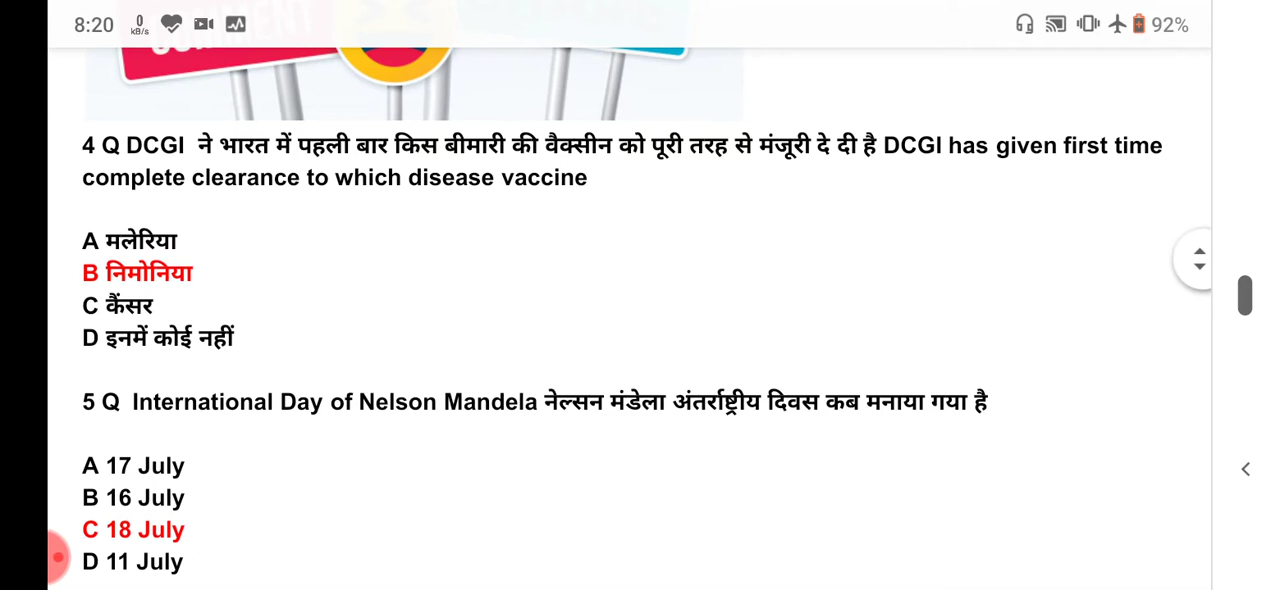 8:20 0 kB/s 92%
4 Q DCGI ने भारत में पहली बार किस बीमारी की वैक्सीन को पूरी तरह से मंजूरी दे दी है DCGI has given first time
complete clearance to which disease vaccine
A मलेरिया
B निमोनिया
C कैंसर
D इनमें कोई नहीं
5 Q International Day of Nelson Mandela नेल्सन मंडेला अंतर्राष्ट्रीय दिवस कब मनाया गया है
A 17 July
B 16 July
C 18 July
D 11 July